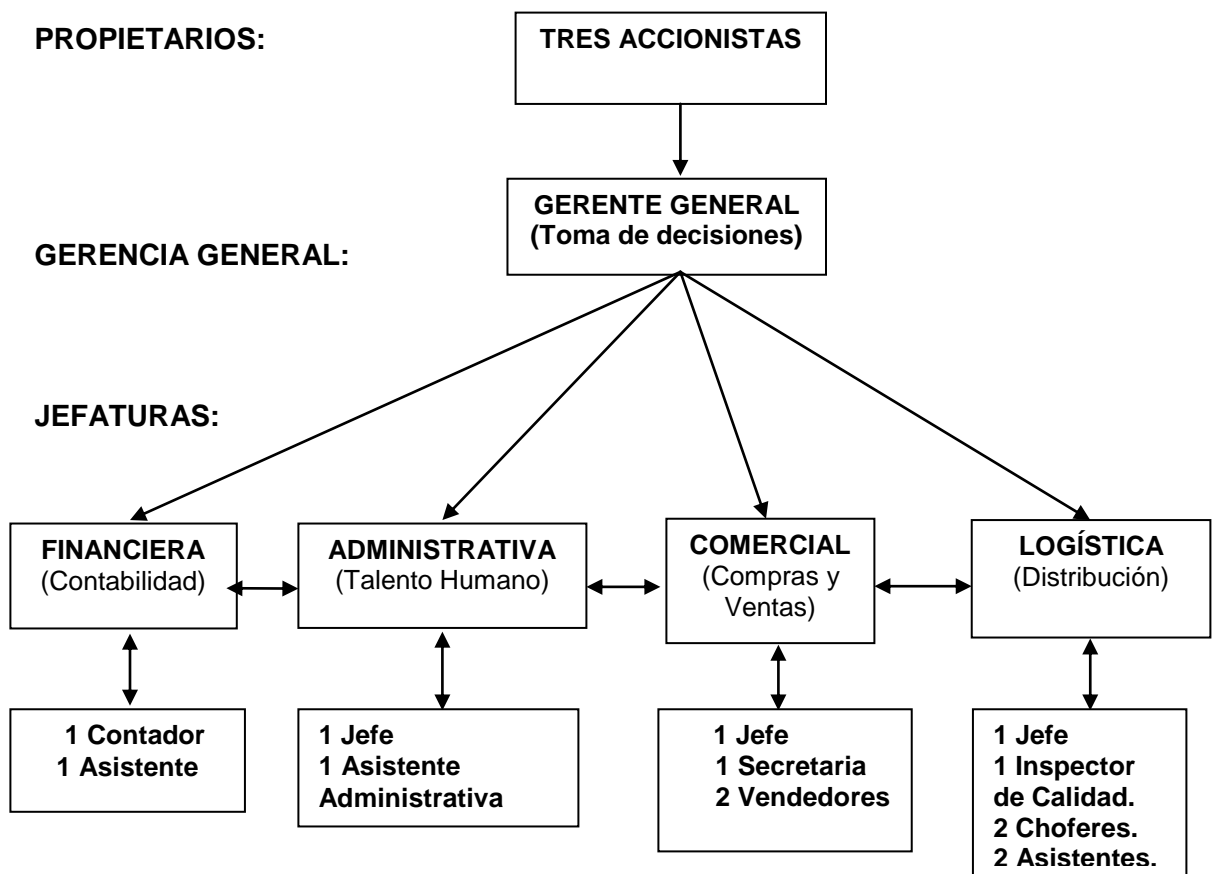 PROPIETARIOS:
TRES ACCIONISTAS
GERENTE GENERAL
(Toma de decisiones)
GERENCIA GENERAL:
JEFATURAS:
FINANCIERA
(Contabilidad)
ADMINISTRATIVA
(Talento Humano)
COMERCIAL
(Compras y
Ventas)
LOGÍSTICA
(Distribución)
1 Contador
1 Asistente
1 Jefe
1 Asistente
Administrativa
1 Jefe
1 Secretaria
2 Vendedores
1 Jefe
1 Inspector
de Calidad.
2 Choferes.
2 Asistentes.